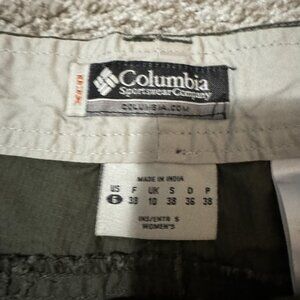 Columbia
Sportswear Company
COLUMBIA.COM
MADE IN INDIA
US F UK S D P
6 38 10 38 36 38
INS/ENTR S
WOMEN'S